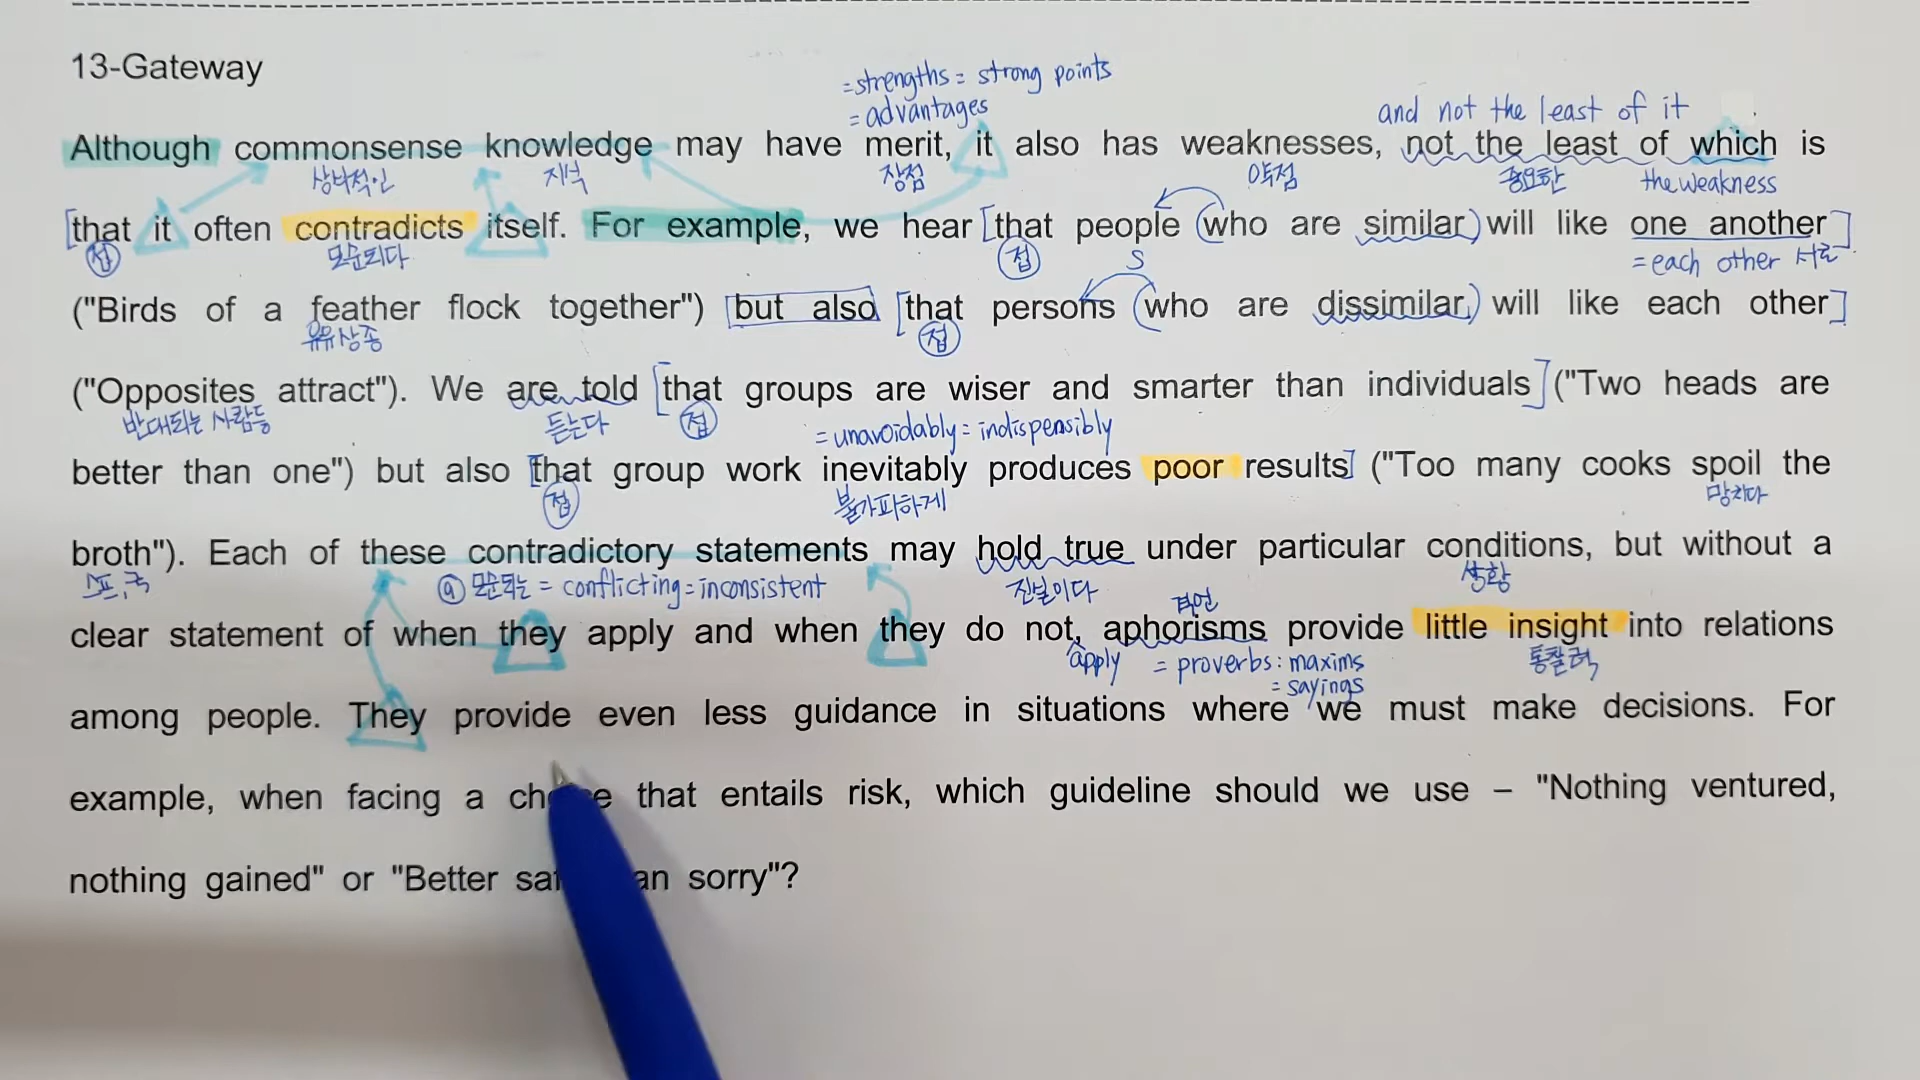 13-Gateway
= strengths = strong points
= advantages
and not the least of it
Although commonsense knowledge may have merit, it also has weaknesses, not the least of which is
상식적인 지식 장점 약점 중요한 the weakness
[that it often contradicts itself. For example, we hear [that people (who are similar) will like one another]
접 모순되다 접 S = each other 서로
("Birds of a feather flock together") but also [that persons (who are dissimilar) will like each other]
유유상종 접
("Opposites attract"). We are told [that groups are wiser and smarter than individuals] ("Two heads are
반대되는 사람들 듣는다 접 = unavoidably = indispensibly
better than one") but also [that group work inevitably produces poor results] ("Too many cooks spoil the
접 불가피하게 망치다
broth"). Each of these contradictory statements may hold true under particular conditions, but without a
스프, 국 ⓐ 모순되는 = conflicting = inconsistent 진실이다 격언 상황
clear statement of when they apply and when they do not, aphorisms provide little insight into relations
apply = proverbs: maxims 통찰력
= sayings
among people. They provide even less guidance in situations where we must make decisions. For
example, when facing a ch e that entails risk, which guideline should we use – "Nothing ventured,
nothing gained" or "Better sa an sorry"?